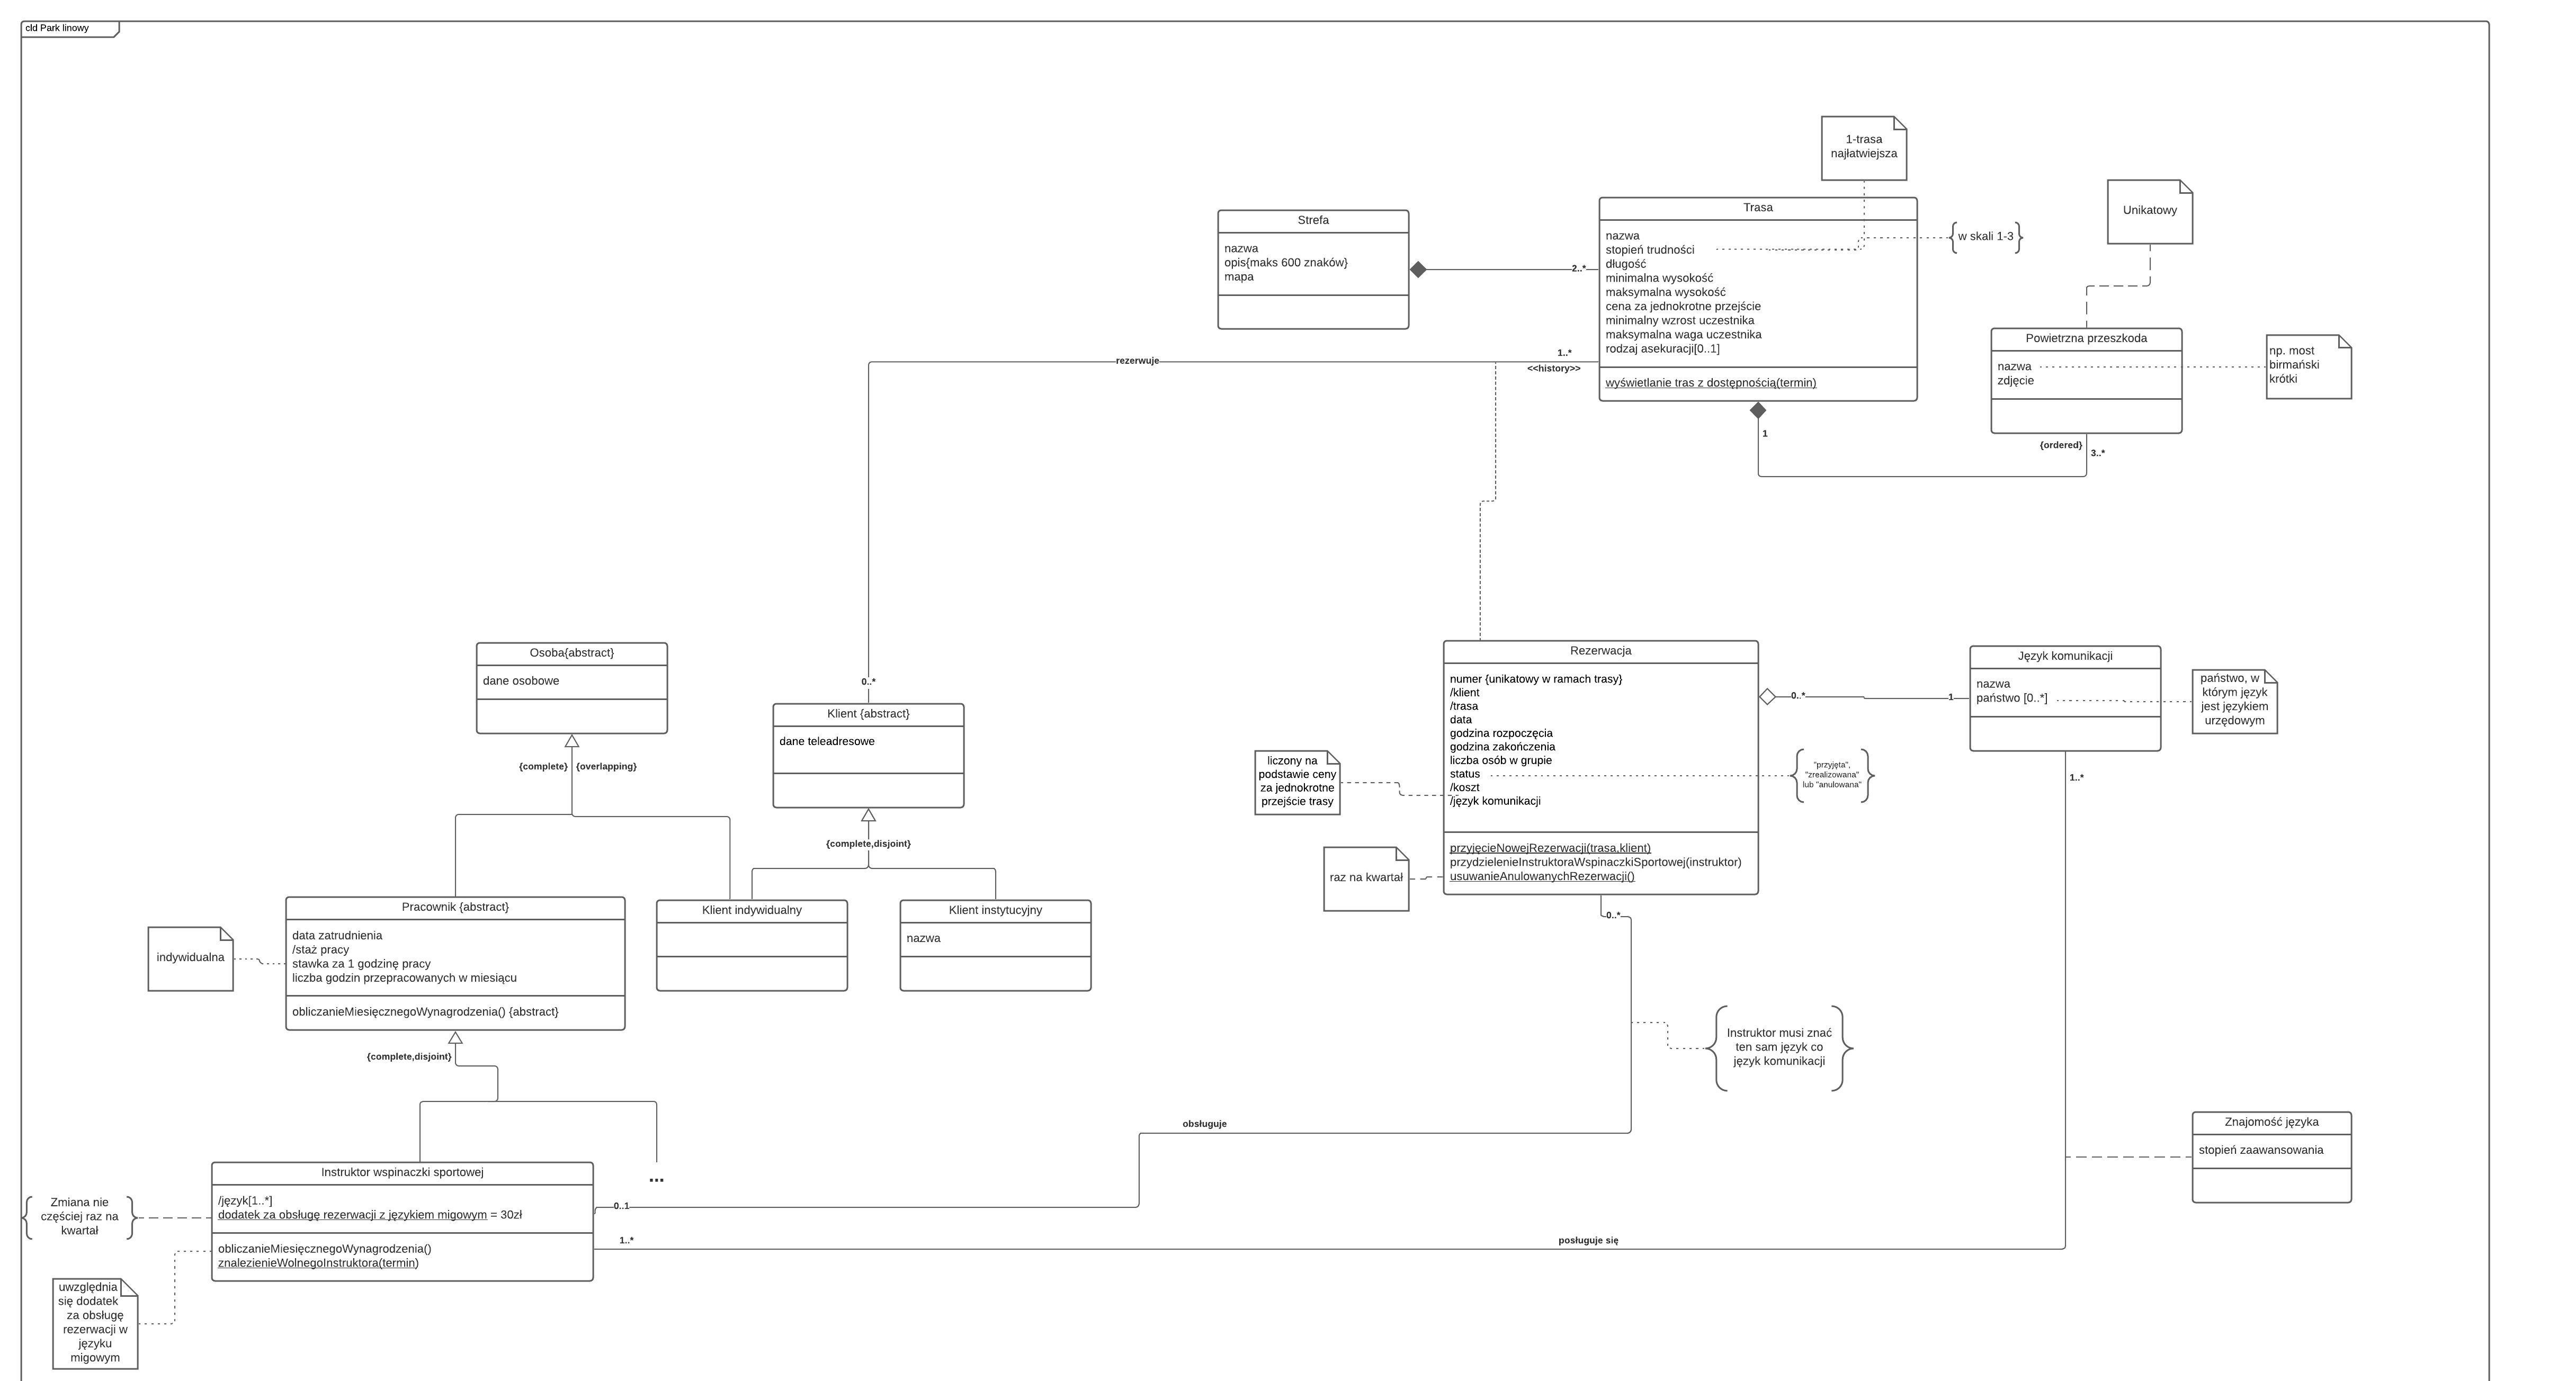 cld Park linowy
1-trasa
najłatwiejsza
Strefa
nazwa
opis{maks 600 znaków}
mapa
2..*
Trasa
nazwa
stopień trudności
długość
minimalna wysokość
maksymalna wysokość
cena za jednokrotne przejście
minimalny wzrost uczestnika
maksymalna waga uczestnika
rodzaj asekuracji[0..1]
wyświetlanie tras z dostępnością(termin)
w skali 1-3
Unikatowy
Powietrzna przeszkoda
nazwa
zdjęcie
np. most
birmański
krótki
rezerwuje
1..*
<<history>>
1
{ordered}
3..*
Osoba{abstract}
dane osobowe
{complete}
{overlapping}
0..*
Klient {abstract}
dane teleadresowe
{complete,disjoint}
Rezerwacja
numer {unikatowy w ramach trasy}
/klient
/trasa
data
godzina rozpoczęcia
godzina zakończenia
liczba osób w grupie
status
/koszt
/język komunikacji
przyjęcieNowejRezerwacji(trasa,klient)
przydzielenieInstruktoraWspinaczkiSportowej(instruktor)
usuwanieAnulowanychRezerwacji()
liczony na
podstawie ceny
za jednokrotne
przejście trasy
raz na kwartał
0..*
1
Język komunikacji
nazwa
państwo [0..*]
państwo, w
którym język
jest językiem
urzędowym
"przyjęta",
"zrealizowana"
lub "anulowana"
1..*
Pracownik {abstract}
data zatrudnienia
/staż pracy
stawka za 1 godzinę pracy
liczba godzin przepracowanych w miesiącu
obliczanieMiesięcznegoWynagrodzenia() {abstract}
indywidualna
Klient indywidualny
Klient instytucyjny
nazwa
0..*
{complete,disjoint}
Instruktor musi znać
ten sam język co
język komunikacji
obsługuje
Znajomość języka
stopień zaawansowania
Instruktor wspinaczki sportowej
/język[1..*]
dodatek za obsługę rezerwacji z językiem migowym = 30zł
obliczanieMiesięcznegoWynagrodzenia()
znalezienieWolnegoInstruktora(termin)
...
0..1
1..*
posługuje się
Zmiana nie
częściej raz na
kwartał
uwzględnia
się dodatek
za obsługę
rezerwacji w
języku
migowym